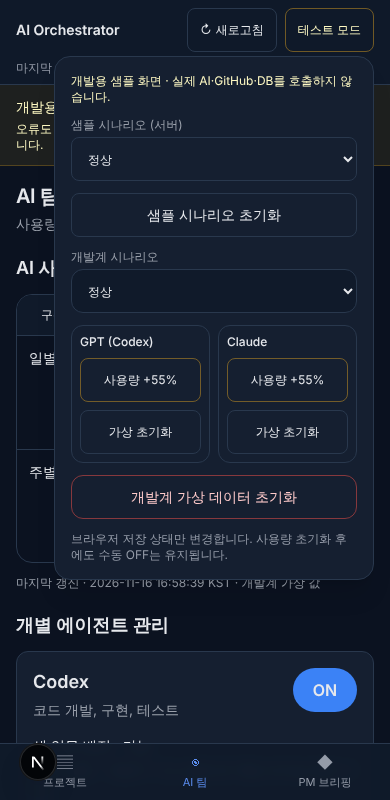 AI Orchestrator
↻ 새로고침
테스트 모드
마지막
개발용 샘플 화면 · 실제 AI·GitHub·DB를 호출하지 않
습니다.
개발용
오류도
니다.
샘플 시나리오 (서버)
정상
샘플 시나리오 초기화
AI 팀
사용량
개발계 시나리오
AI 사
정상
구
GPT (Codex)
Claude
일별
사용량 +55%
사용량 +55%
가상 초기화
가상 초기화
주별
개발계 가상 데이터 초기화
브라우저 저장 상태만 변경합니다. 사용량 초기화 후
에도 수동 OFF는 유지됩니다.
마지막 갱신 · 2026-11-16 16:58:39 KST · 개발계 가상 값
개별 에이전트 관리
Codex
ON
코드 개발, 구현, 테스트
N
프로젝트
AI 팀
PM 브리핑